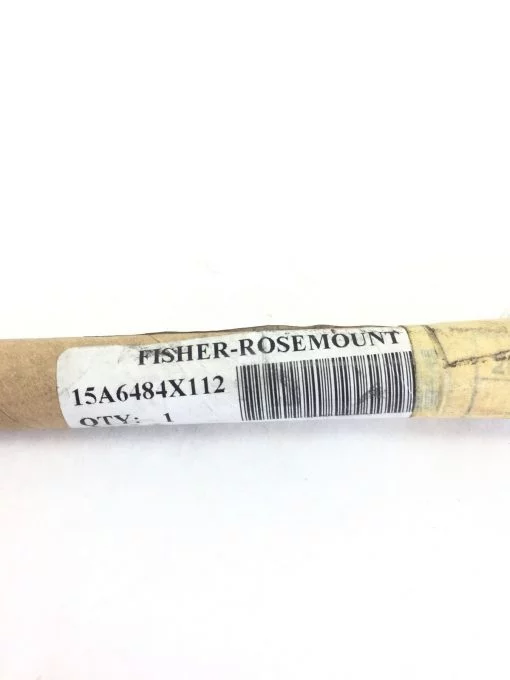 FISHER-ROSEMOUNT
15A6484X112
QTY: 1